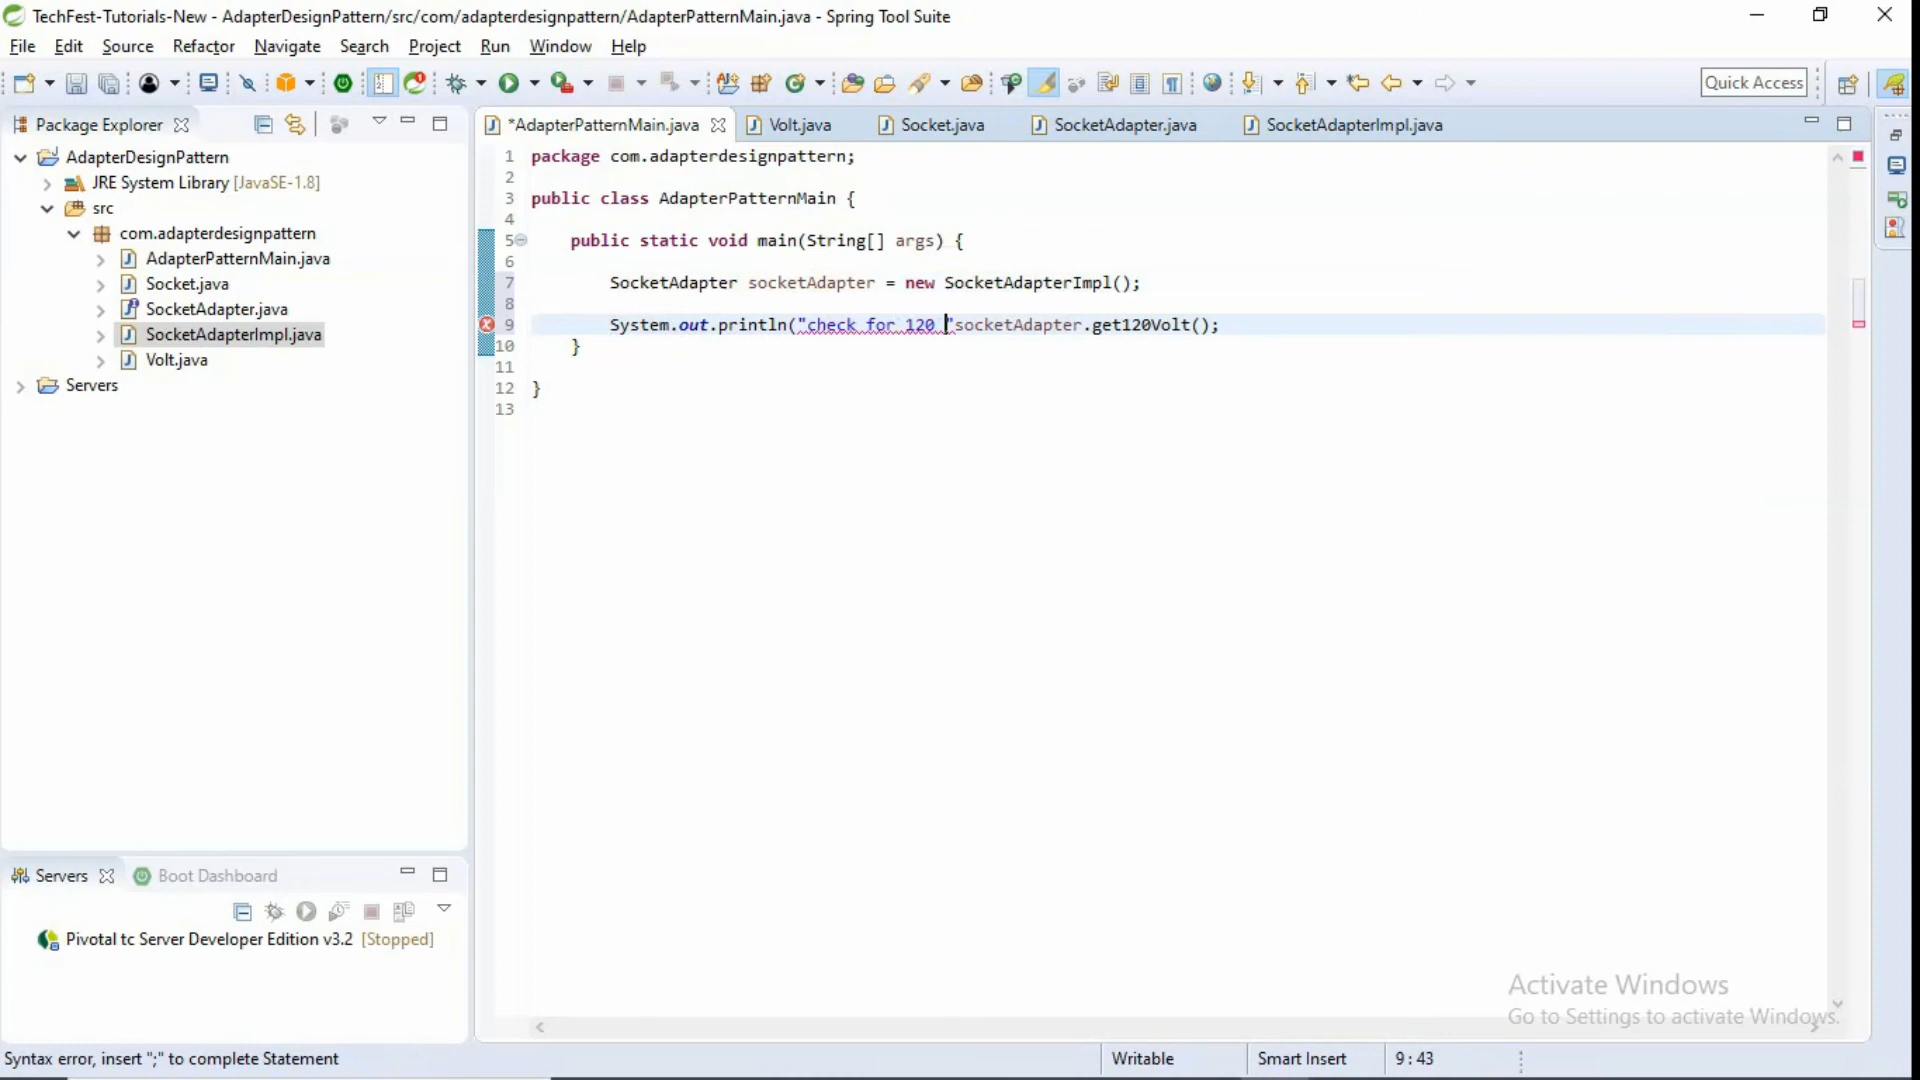 TechFest-Tutorials-New - AdapterDesignPattern/src/com/adapterdesignpattern/AdapterPatternMain.java - Spring Tool Suite
File Edit Source Refactor Navigate Search Project Run Window Help
Quick Access
Package Explorer
AdapterDesignPattern
JRE System Library [JavaSE-1.8]
src
com.adapterdesignpattern
AdapterPatternMain.java
Socket.java
SocketAdapter.java
SocketAdapterImpl.java
Volt.java
Servers
*AdapterPatternMain.java Volt.java Socket.java SocketAdapter.java SocketAdapterImpl.java
1 package com.adapterdesignpattern;
2
3 public class AdapterPatternMain {
4
5 public static void main(String[] args) {
6
7 SocketAdapter socketAdapter = new SocketAdapterImpl();
8
9 System.out.println("check for 120 "socketAdapter.get120Volt();
10 }
11
12 }
13
Servers Boot Dashboard
Pivotal tc Server Developer Edition v3.2 [Stopped]
Activate Windows
Go to Settings to activate Windows.
Syntax error, insert ";" to complete Statement Writable Smart Insert 9 : 43